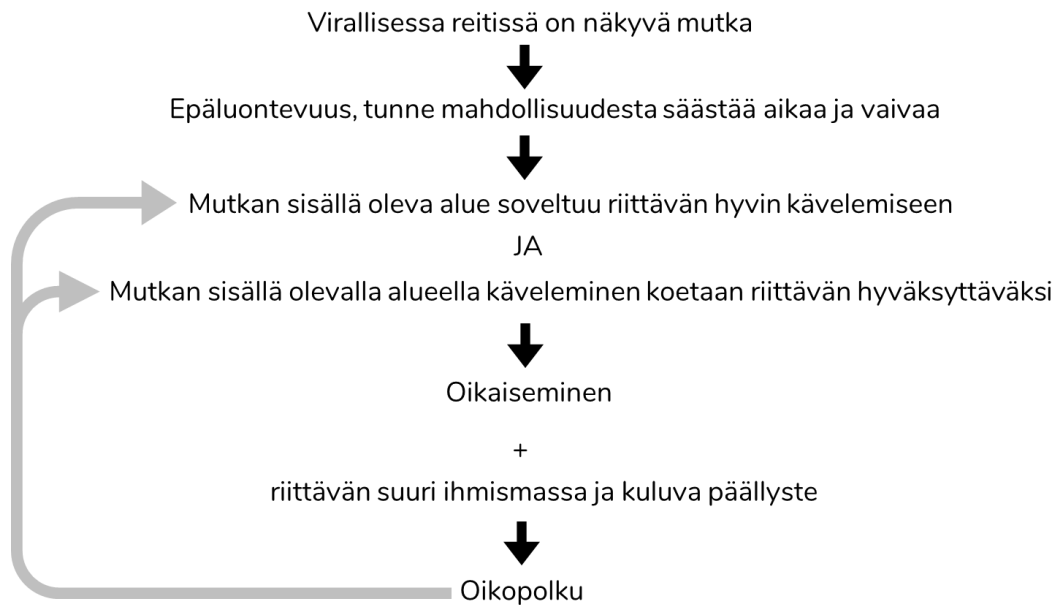 Virallisessa reitissä on näkyvä mutka
Epäluontevuus, tunne mahdollisuudesta säästää aikaa ja vaivaa
Mutkan sisällä oleva alue soveltuu riittävän hyvin kävelemiseen
JA
Mutkan sisällä olevalla alueella käveleminen koetaan riittävän hyväksyttäväksi
Oikaiseminen
+
riittävän suuri ihmismassa ja kuluva päällyste
Oikopolku